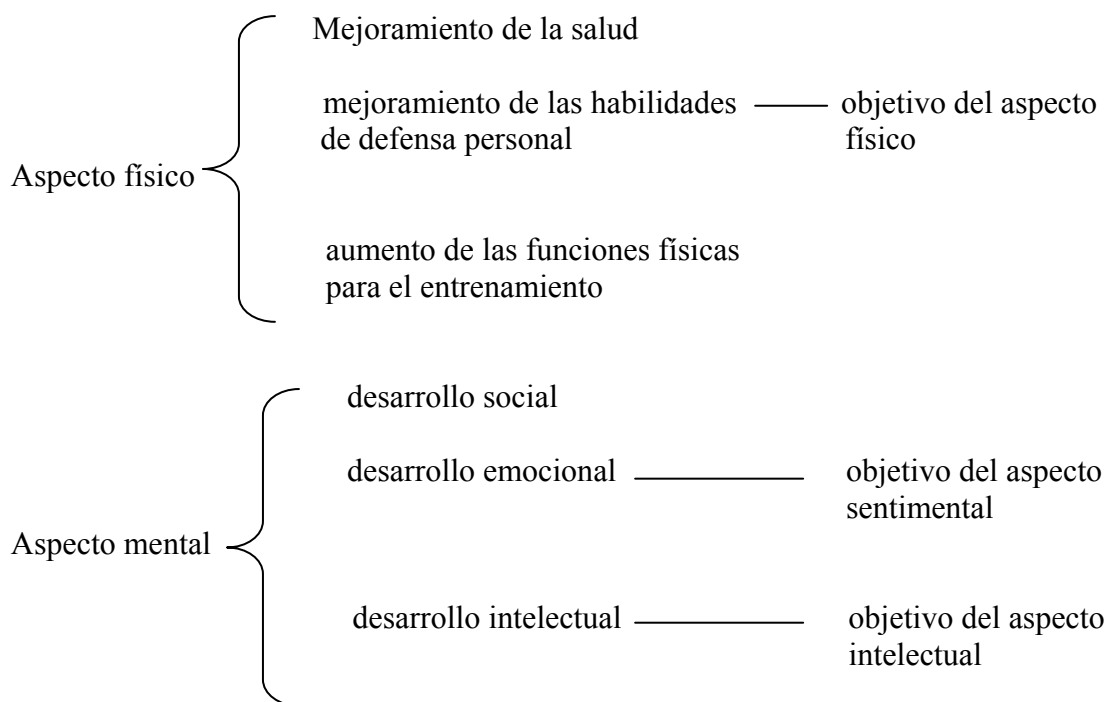 Mejoramiento de la salud
mejoramiento de las habilidades objetivo del aspecto
de defensa personal físico
Aspecto físico
aumento de las funciones físicas
para el entrenamiento
desarrollo social
desarrollo emocional objetivo del aspecto
sentimental
Aspecto mental
desarrollo intelectual objetivo del aspecto
intelectual